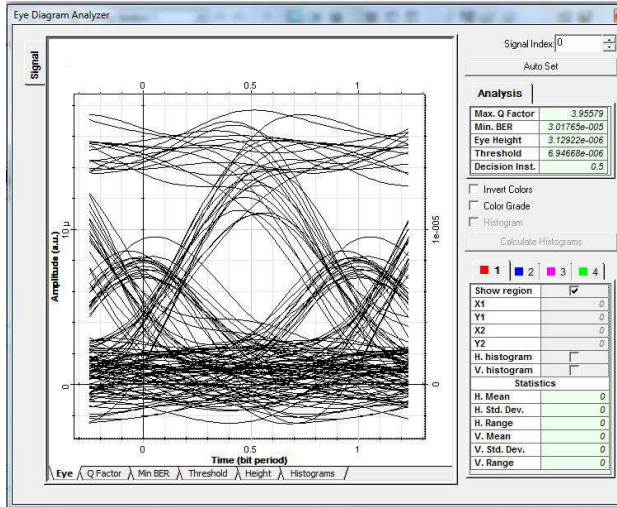 Eye Diagram Analyzer
Signal Index: 0
Auto Set
Signal
0 0.5 1
Analysis
Max. Q Factor 3.95579
Min. BER 3.01765e-005
Eye Height 3.12922e-006
Threshold 6.94668e-006
Decision Inst. 0.5
Invert Colors
Color Grade
Histogram
Calculate Histograms
Amplitude (a.u.)
10 µ
1e-005
0
0
1 2 3 4
Show region
X1 0
Y1 0
X2 0
Y2 0
H. histogram
V. histogram
Statistics
H. Mean 0
H. Std. Dev. 0
H. Range 0
V. Mean 0
V. Std. Dev. 0
V. Range 0
0 0.5 1
Time (bit period)
Eye Q Factor Min BER Threshold Height Histograms